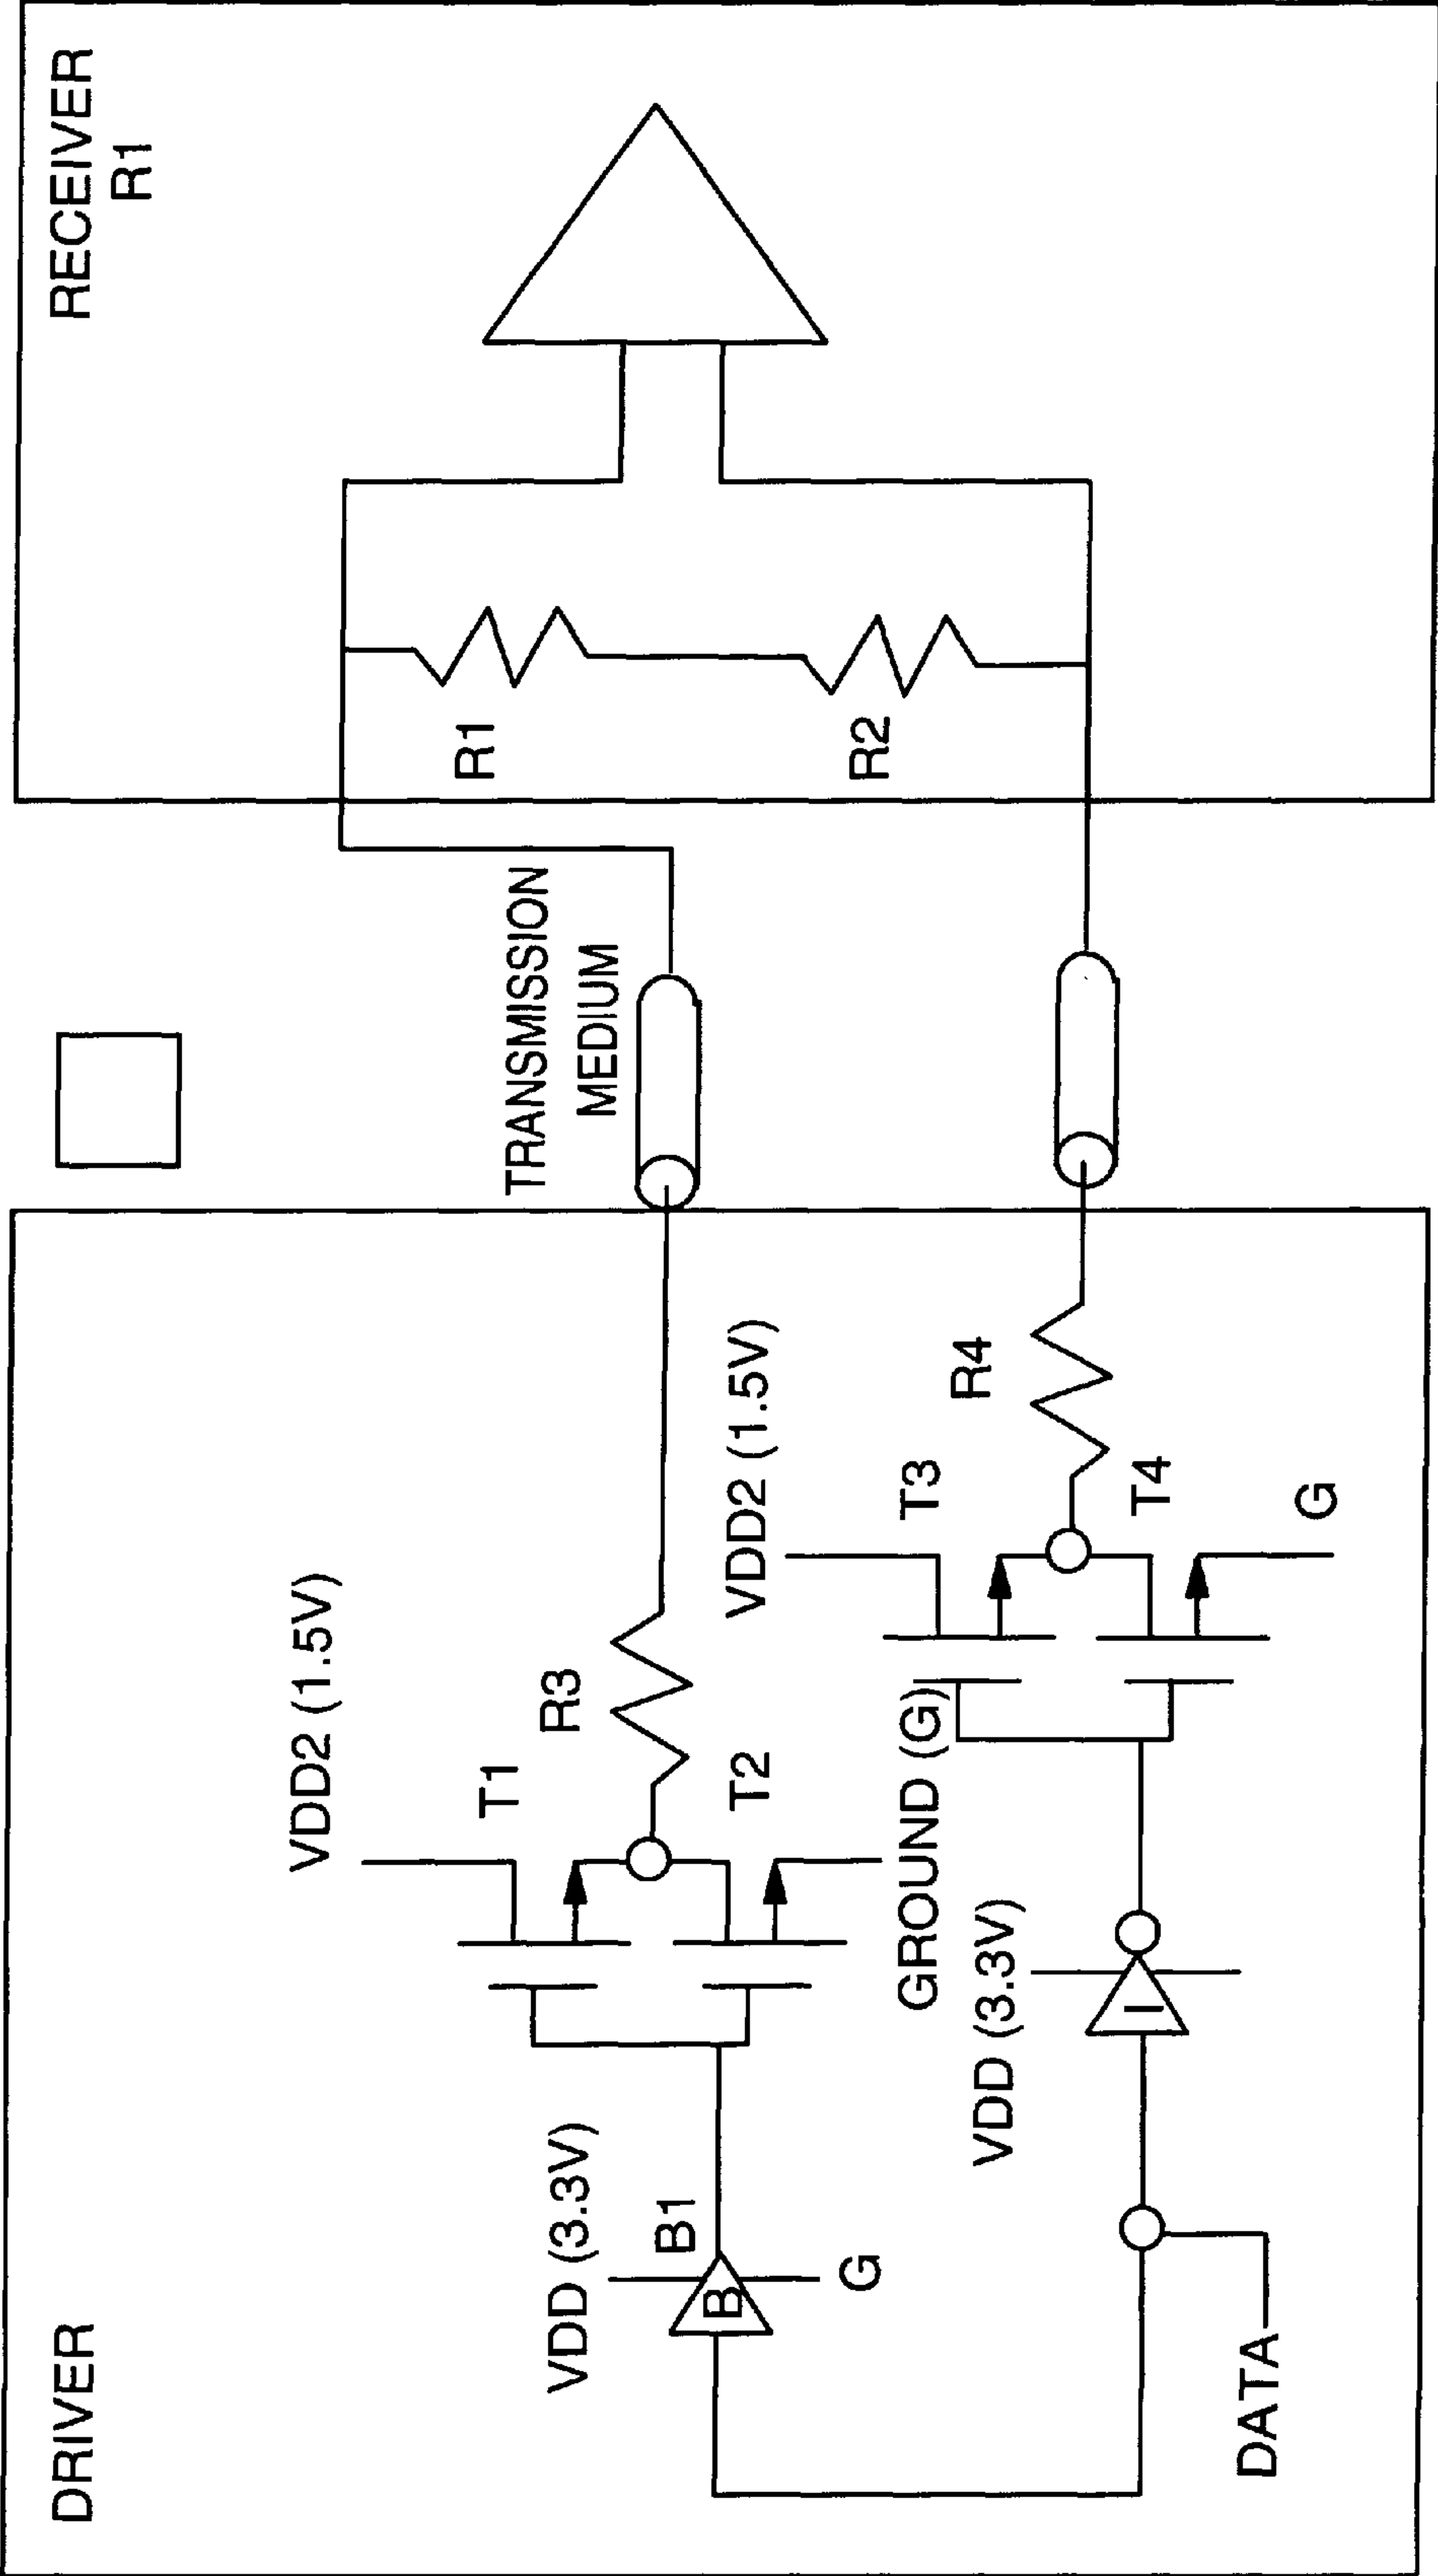 DRIVER
RECEIVER
R1
VDD2 (1.5V)
T1
R3
T2
TRANSMISSION
MEDIUM
R1
R2
VDD (3.3V)
B1
B
G
VDD2 (1.5V)
T3
R4
T4
G
GROUND (G)
VDD (3.3V)
I
DATA